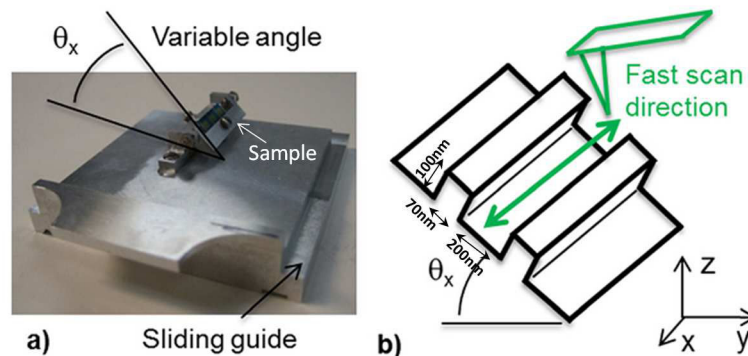 θx
Variable angle
Sample
Sliding guide
a)
Fast scan
direction
100nm
70nm
200nm
θx
z
y
x
b)